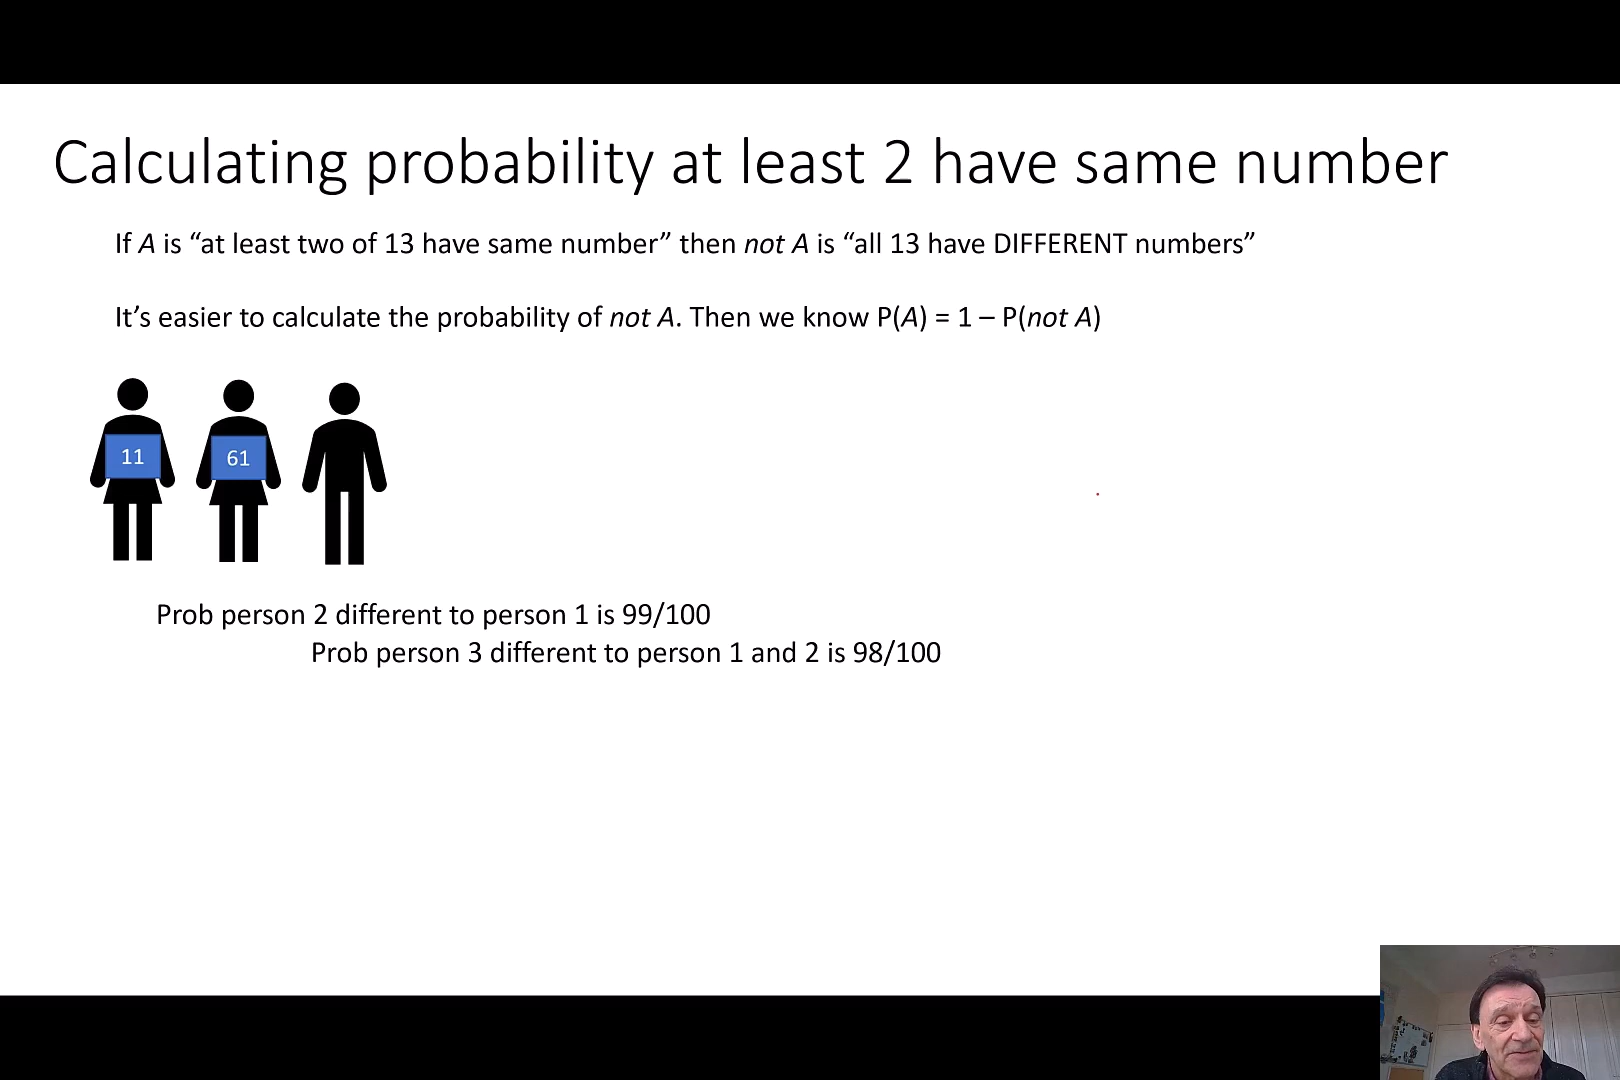 Calculating probability at least 2 have same number
If A is “at least two of 13 have same number” then not A is “all 13 have DIFFERENT numbers”
It’s easier to calculate the probability of not A. Then we know P(A) = 1 – P(not A)
11
61
Prob person 2 different to person 1 is 99/100
Prob person 3 different to person 1 and 2 is 98/100